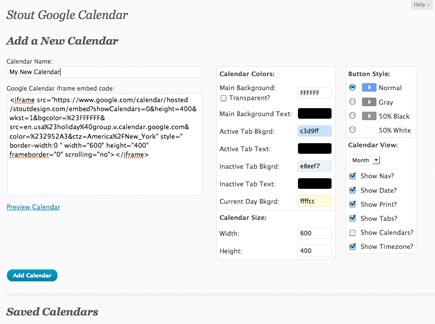 Help
Stout Google Calendar
Add a New Calendar
Calendar Name:
My New Calendar
Google Calendar iframe embed code:
<iframe src="https://www.google.com/calendar/hosted
/stoutdesign.com/embed?showCalendars=0&height=400&
wkst=1&bgcolor=%23FFFFFF&
src=en.usa%23holiday%40group.v.calendar.google.com&
color=%232952A3&ctz=America%2FNew_York" style="
border-width:0 " width="600" height="400"
frameborder="0" scrolling="no"></iframe>
Preview Calendar
Add Calendar
Calendar Colors:
Main Background: FFFFFF
Transparent?
Main Background Text:
Active Tab Bkgrd: c3d9ff
Active Tab Text:
Inactive Tab Bkgrd: e8eef7
Inactive Tab Text:
Current Day Bkgrd: ffffcc
Calendar Size:
Width: 600
Height: 400
Button Style:
Normal
Gray
50% Black
50% White
Calendar View:
Month
Show Nav?
Show Date?
Show Print?
Show Tabs?
Show Calendars?
Show Timezone?
Saved Calendars